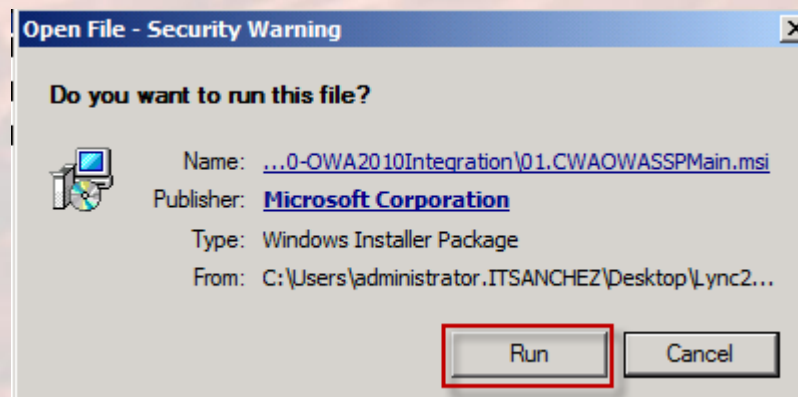 Open File - Security Warning
Do you want to run this file?
Name: ...0-OWA2010Integration\01.CWAOWASSPMain.msi
Publisher: Microsoft Corporation
Type: Windows Installer Package
From: C:\Users\administrator.ITSANCHEZ\Desktop\Lync2...
Run Cancel